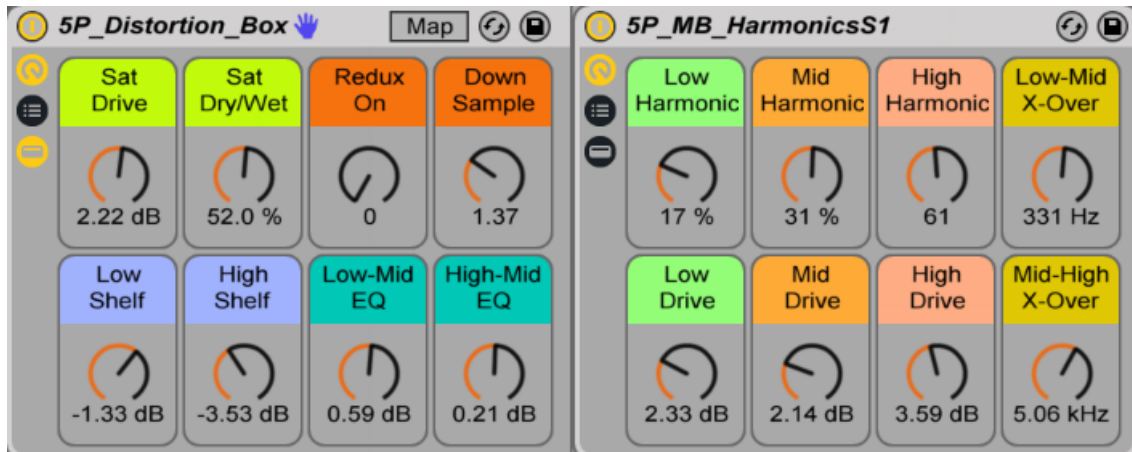 5P_Distortion_Box
Map
5P_MB_HarmonicsS1
Sat
Drive
Sat
Dry/Wet
Redux
On
Down
Sample
Low
Harmonic
Mid
Harmonic
High
Harmonic
Low-Mid
X-Over
2.22 dB
52.0 %
0
1.37
17 %
31 %
61
331 Hz
Low
Shelf
High
Shelf
Low-Mid
EQ
High-Mid
EQ
Low
Drive
Mid
Drive
High
Drive
Mid-High
X-Over
-1.33 dB
-3.53 dB
0.59 dB
0.21 dB
2.33 dB
2.14 dB
3.59 dB
5.06 kHz